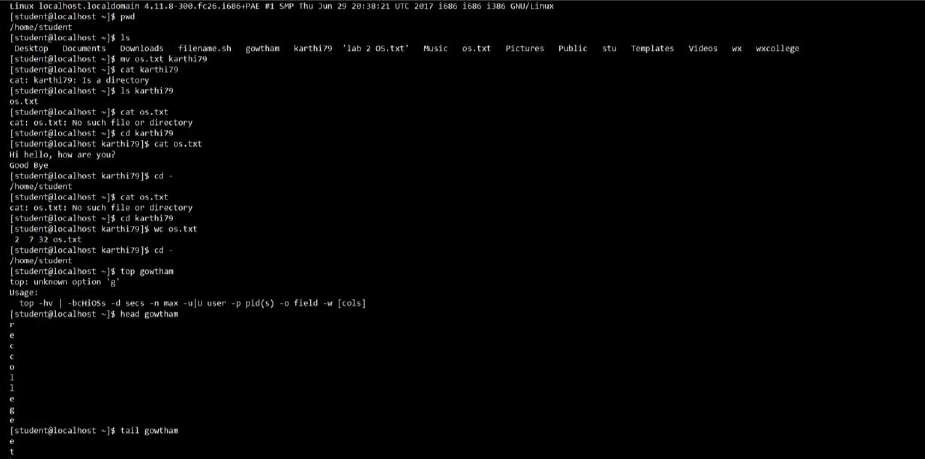 Linux localhost.localdomain 4.11.8-300.fc26.i686+PAE #1 SMP Thu Jun 29 20:38:21 UTC 2017 i686 i686 i386 GNU/Linux
[student@localhost ~]$ pwd
/home/student
[student@localhost ~]$ ls
Desktop Documents Downloads filename.sh gowtham karthi79 'lab 2 OS.txt' Music os.txt Pictures Public stu Templates Videos wx wxcollege
[student@localhost ~]$ mv os.txt karthi79
[student@localhost ~]$ cat karthi79
cat: karthi79: Is a directory
[student@localhost ~]$ ls karthi79
os.txt
[student@localhost ~]$ cat os.txt
cat: os.txt: No such file or directory
[student@localhost ~]$ cd karthi79
[student@localhost karthi79]$ cat os.txt
Hi hello, how are you?
Good Bye
[student@localhost karthi79]$ cd -
/home/student
[student@localhost ~]$ cat os.txt
cat: os.txt: No such file or directory
[student@localhost ~]$ cd karthi79
[student@localhost karthi79]$ wc os.txt
2 7 32 os.txt
[student@localhost karthi79]$ cd -
/home/student
[student@localhost ~]$ top gowtham
top: unknown option 'g'
Usage:
top -hv | -bcHiOSs -d secs -n max -u|U user -p pid(s) -o field -w [cols]
[student@localhost ~]$ head gowtham
r
e
c
c
o
l
l
e
g
e
[student@localhost ~]$ tail gowtham
e
t